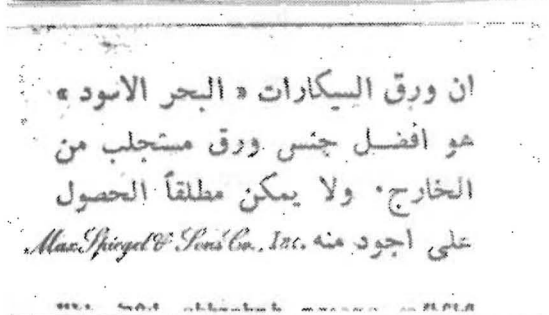 ان ورق السيكارات « البحر الاسود »
هو افضل جنس ورق مستجلب من
الخارج · ولا يمكن مطلقاً الحصول
على اجود منه .Max Spiegel & Sons Co., Inc